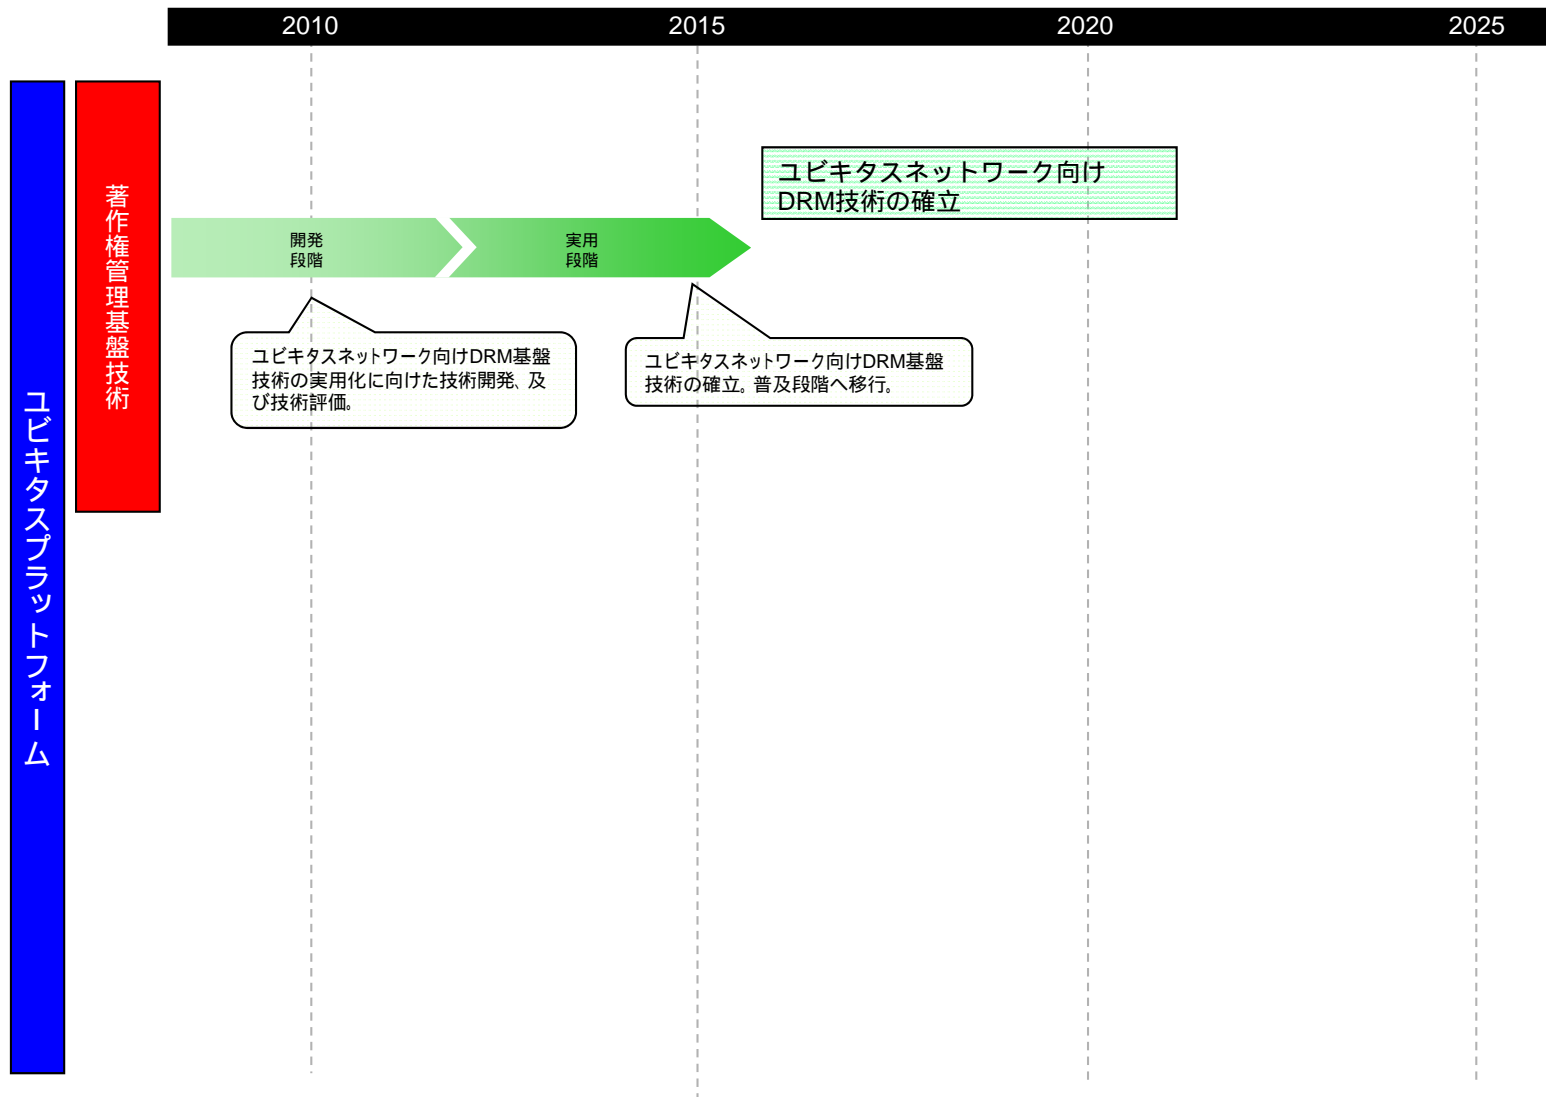 2010
2015
2020
2025
ユビキタスプラットフォーム
著作権管理基盤技術
ユビキタスネットワーク向け
DRM技術の確立
開発
段階
実用
段階
ユビキタスネットワーク向けDRM基盤
技術の実用化に向けた技術開発、及
び技術評価。
ユビキタスネットワーク向けDRM基盤
技術の確立。普及段階へ移行。